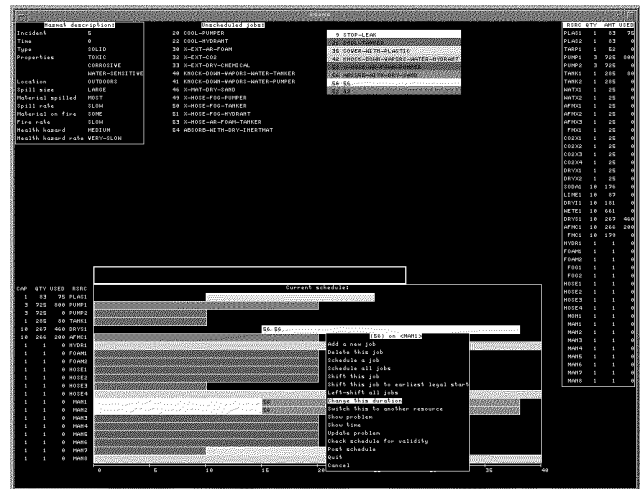 Hazmat descriptions
Incident 5
Time 0
Type SOLID
Properties TOXIC
CORROSIVE
WATER-SENSITIVE
Location OUTDOORS
Spill size LARGE
Material spilled MOST
Spill rate SLOW
Material on fire SOME
Fire rate SLOW
Health hazard MEDIUM
Health hazard rate VERY-SLOW
Unscheduled jobs:
20 COOL-PUMPER
22 COOL-HYDRANT
30 X-EXT-AR-FOAM
32 X-EXT-CO2
33 X-EXT-DRY-CHEMICAL
40 KNOCK-DOWN-VAPORS-WATER-TANKER
41 KNOCK-DOWN-VAPORS-WATER-PUMPER
46 X-MAT-DRY-SAND
49 X-HOSE-FOG-PUMPER
50 X-HOSE-FOG-TANKER
51 X-HOSE-FOG-HYDRANT
53 X-HOSE-AR-FOAM-TANKER
54 ABSORB-WITH-DRY-INERTMAT
9 STOP-LEAK
36 COVER-WITH-PLASTIC
42 KNOCK-DOWN-VAPORS-WATER-HYDRANT
56 56
RSRC QTY AMT USED
PLAS1 1 83 75
PLAS2 1 83 0
TARP1 1 52 0
PUMP1 3 725 800
PUMP2 3 725 0
TANK1 1 285 80
TANK2 1 285 0
WATX1 1 25 0
WATX2 1 25 0
AFMX1 1 25 0
AFMX2 1 25 0
AFMX3 1 25 0
FMX1 1 25 0
CO2X1 1 25 0
CO2X2 1 25 0
CO2X3 1 25 0
CO2X4 1 25 0
DRYX1 1 25 0
DRYX2 1 25 0
SODA1 10 176 0
LIME1 10 87 0
DRYI1 10 181 0
WETE1 10 661 0
DRYS1 10 267 460
AFMC1 10 266 200
FMC1 10 179 0
HYDR1 1 1 0
FOAM1 1 1 0
FOAM2 1 1 0
FOG1 1 1 0
FOG2 1 1 0
HOSE1 1 1 0
HOSE2 1 1 0
HOSE3 1 1 0
HOSE4 1 1 0
MAN1 1 1 0
MAN2 1 1 0
MAN3 1 1 0
MAN4 1 1 0
MAN5 1 1 0
MAN6 1 1 0
MAN7 1 1 0
MAN8 1 1 0
Current schedule:
CAP QTY USED RSRC
1 83 75 PLAS1
3 725 800 PUMP1
3 725 0 PUMP2
1 285 80 TANK1
10 267 460 DRYS1
10 266 200 AFMC1
1 1 0 HYDR1
1 1 0 FOAM1
1 1 0 FOAM2
1 1 0 HOSE1
1 1 0 HOSE2
1 1 0 HOSE3
1 1 0 HOSE4
1 1 0 MAN1
1 1 0 MAN2
1 1 0 MAN3
1 1 0 MAN4
1 1 0 MAN5
1 1 0 MAN6
1 1 0 MAN7
1 1 0 MAN8
56 56
(56) on <MAN1>
Add a new job
Delete this job
Schedule a job
Schedule all jobs
Shift this job
Shift this job to earliest legal start
Left-shift all jobs
Change this duration
Switch this to another resource
Show problem
Show time
Update problem
Check schedule for validity
Post schedule
Quit
Cancel
0 5 10 15 20 35 40